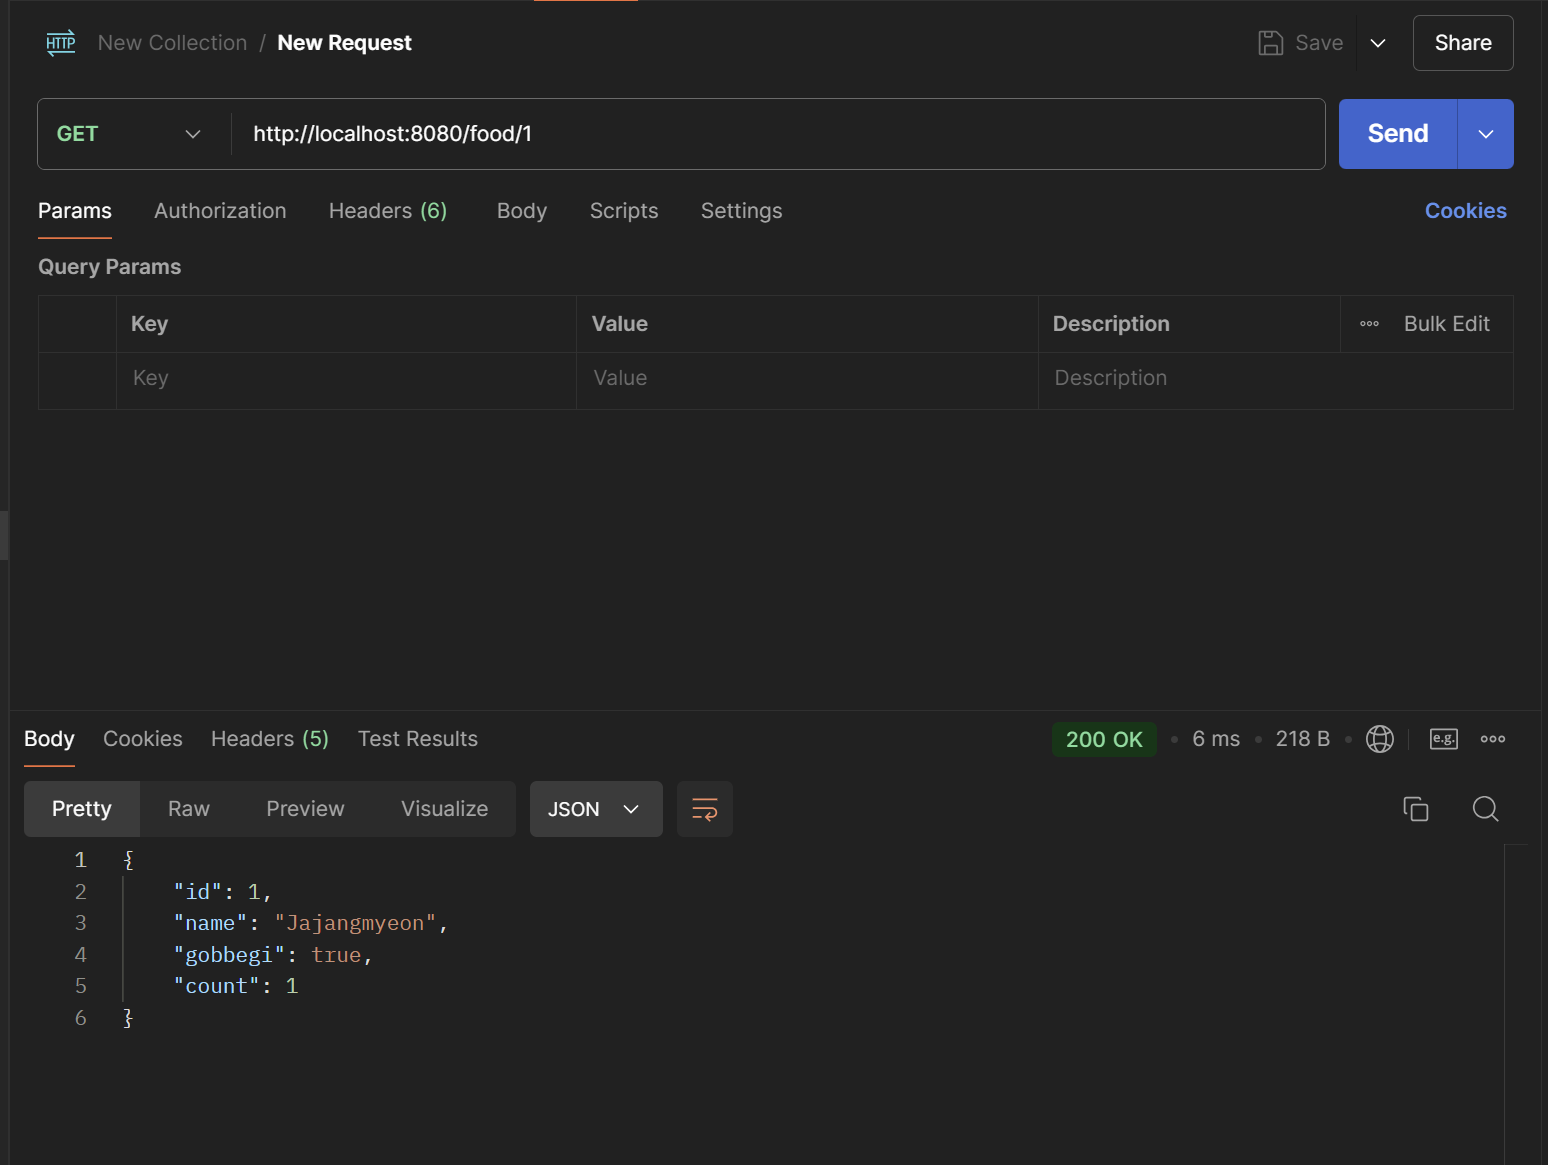 HTTP New Collection / New Request Save Share
GET http://localhost:8080/food/1 Send
Params Authorization Headers (6) Body Scripts Settings Cookies
Query Params
Key Value Description Bulk Edit
Key Value Description
Body Cookies Headers (5) Test Results 200 OK • 6 ms • 218 B • e.g.
Pretty Raw Preview Visualize JSON
1 {
2 "id": 1,
3 "name": "Jajangmyeon",
4 "gobbegi": true,
5 "count": 1
6 }